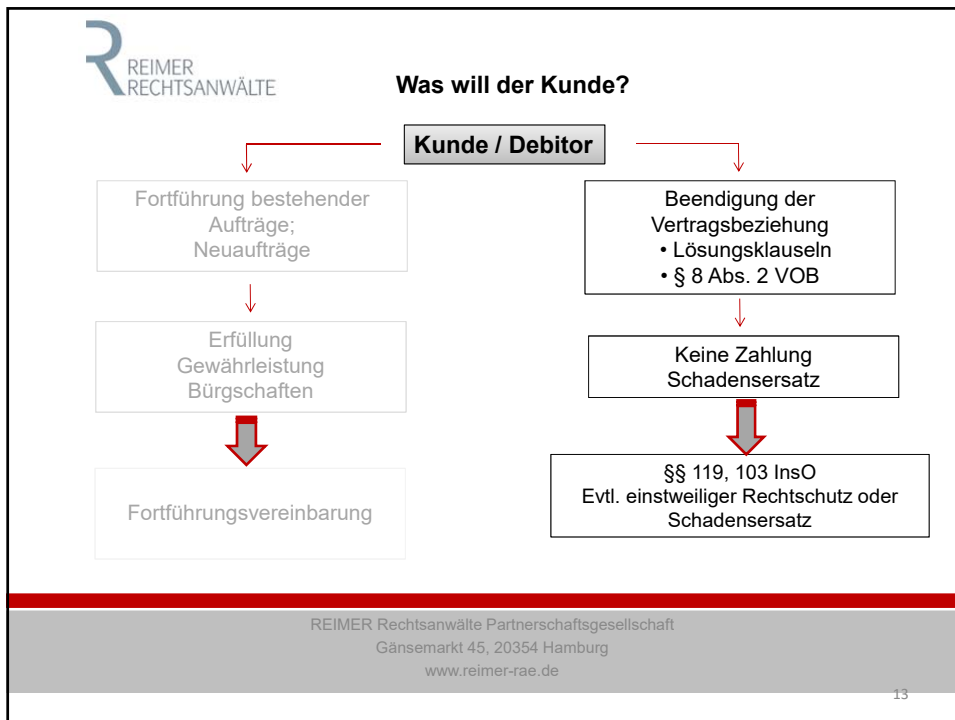 REIMER
RECHTSANWÄLTE
Was will der Kunde?
Kunde / Debitor
Fortführung bestehender
Aufträge;
Neuaufträge
Erfüllung
Gewährleistung
Bürgschaften
Fortführungsvereinbarung
Beendigung der
Vertragsbeziehung
• Lösungsklauseln
• § 8 Abs. 2 VOB
Keine Zahlung
Schadensersatz
§§ 119, 103 InsO
Evtl. einstweiliger Rechtschutz oder
Schadensersatz
REIMER Rechtsanwälte Partnerschaftsgesellschaft
Gänsemarkt 45, 20354 Hamburg
www.reimer-rae.de
13